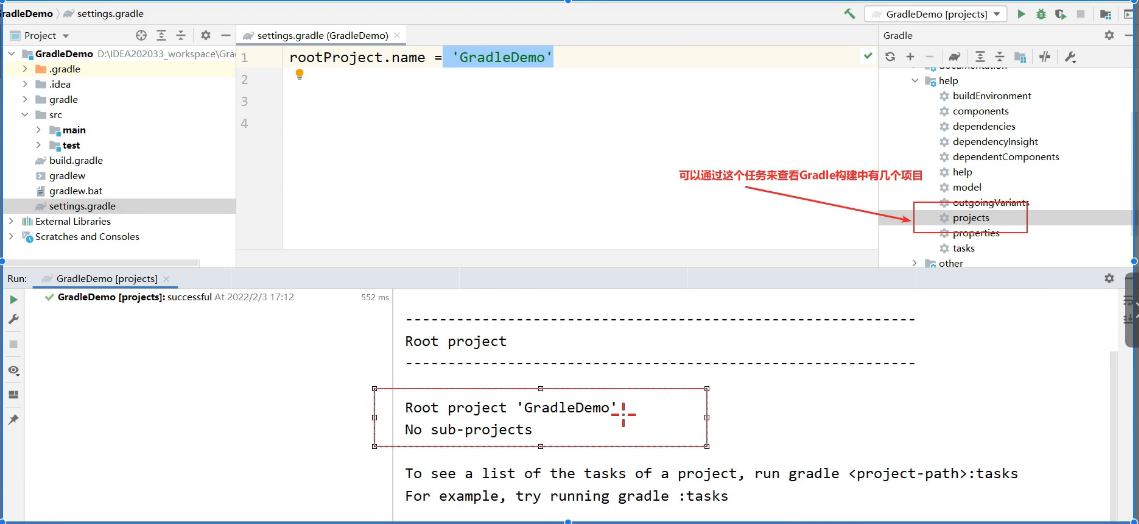 GradleDemo settings.gradle
GradleDemo [projects]
Project
settings.gradle (GradleDemo)
Gradle
GradleDemo D:\IDEA202033_workspace\Gra
.gradle
.idea
gradle
src
main
test
build.gradle
gradlew
gradlew.bat
settings.gradle
External Libraries
Scratches and Consoles
1 rootProject.name = 'GradleDemo'
2
3
4
documentation
help
buildEnvironment
components
dependencies
dependencyInsight
dependentComponents
help
model
outgoingVariants
projects
properties
tasks
other
可以通过这个任务来查看Gradle构建中有几个项目
Run: GradleDemo [projects]
GradleDemo [projects]: successful At 2022/2/3 17:12 552 ms
------------------------------------------------------------
Root project
------------------------------------------------------------
Root project 'GradleDemo'
No sub-projects
To see a list of the tasks of a project, run gradle <project-path>:tasks
For example, try running gradle :tasks